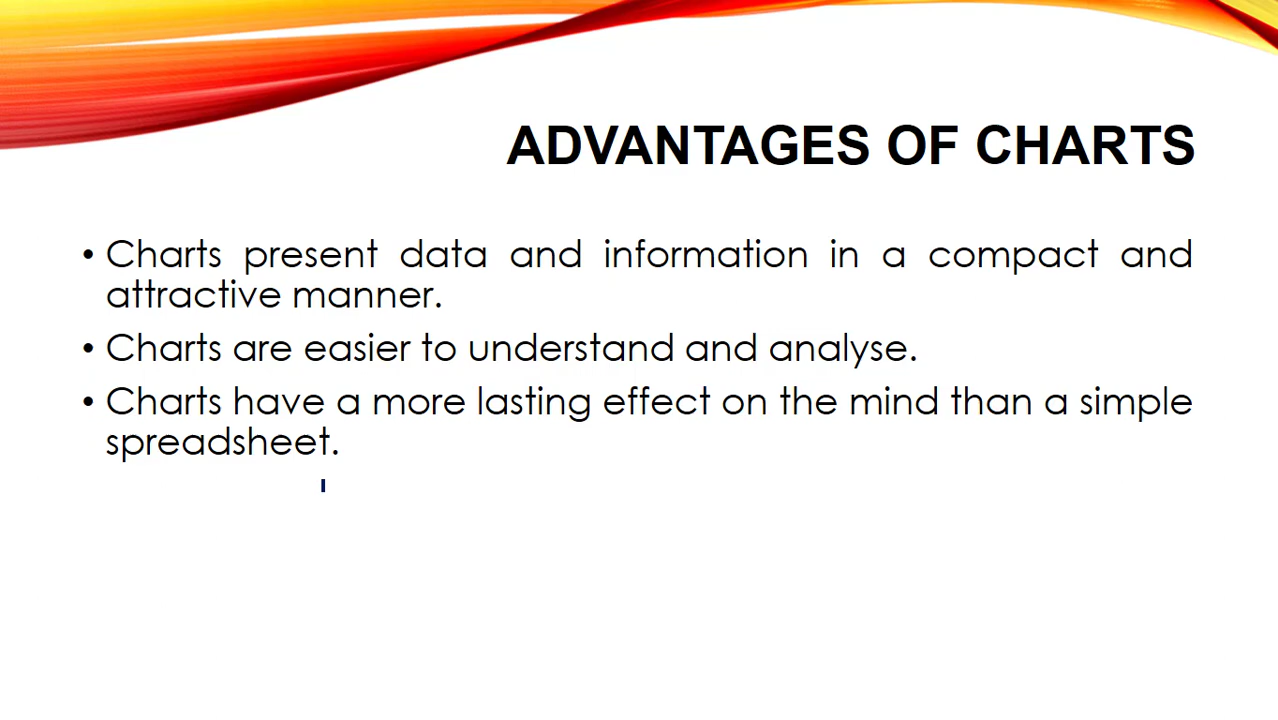 ADVANTAGES OF CHARTS
• Charts present data and information in a compact and
attractive manner.
• Charts are easier to understand and analyse.
• Charts have a more lasting effect on the mind than a simple
spreadsheet.